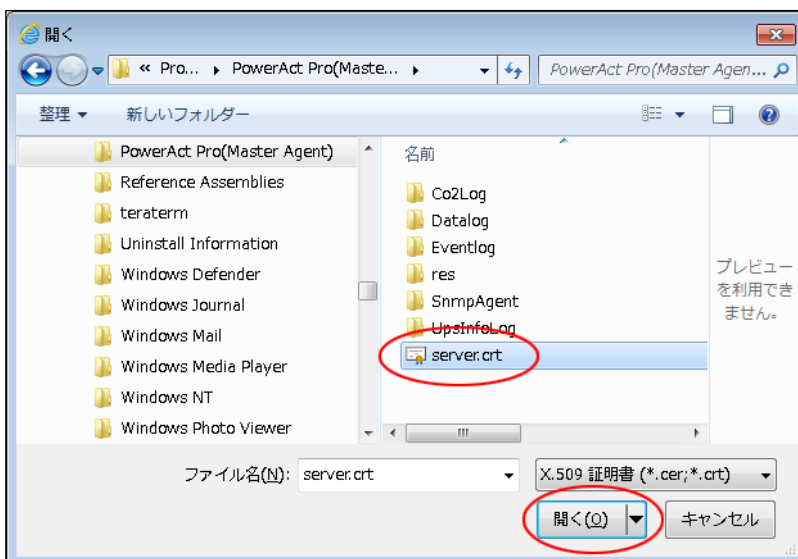 開く
« Pro... PowerAct Pro(Maste...
PowerAct Pro(Master Agen...
整理 新しいフォルダー
PowerAct Pro(Master Agent)
Reference Assemblies
teraterm
Uninstall Information
Windows Defender
Windows Journal
Windows Mail
Windows Media Player
Windows NT
Windows Photo Viewer
名前
Co2Log
Datalog
Eventlog
res
SnmpAgent
UpsInfoLog
server.crt
プレビュー
を利用でき
ません。
ファイル名(N): server.crt
X.509 証明書 (*.cer;*.crt)
開く(O) キャンセル